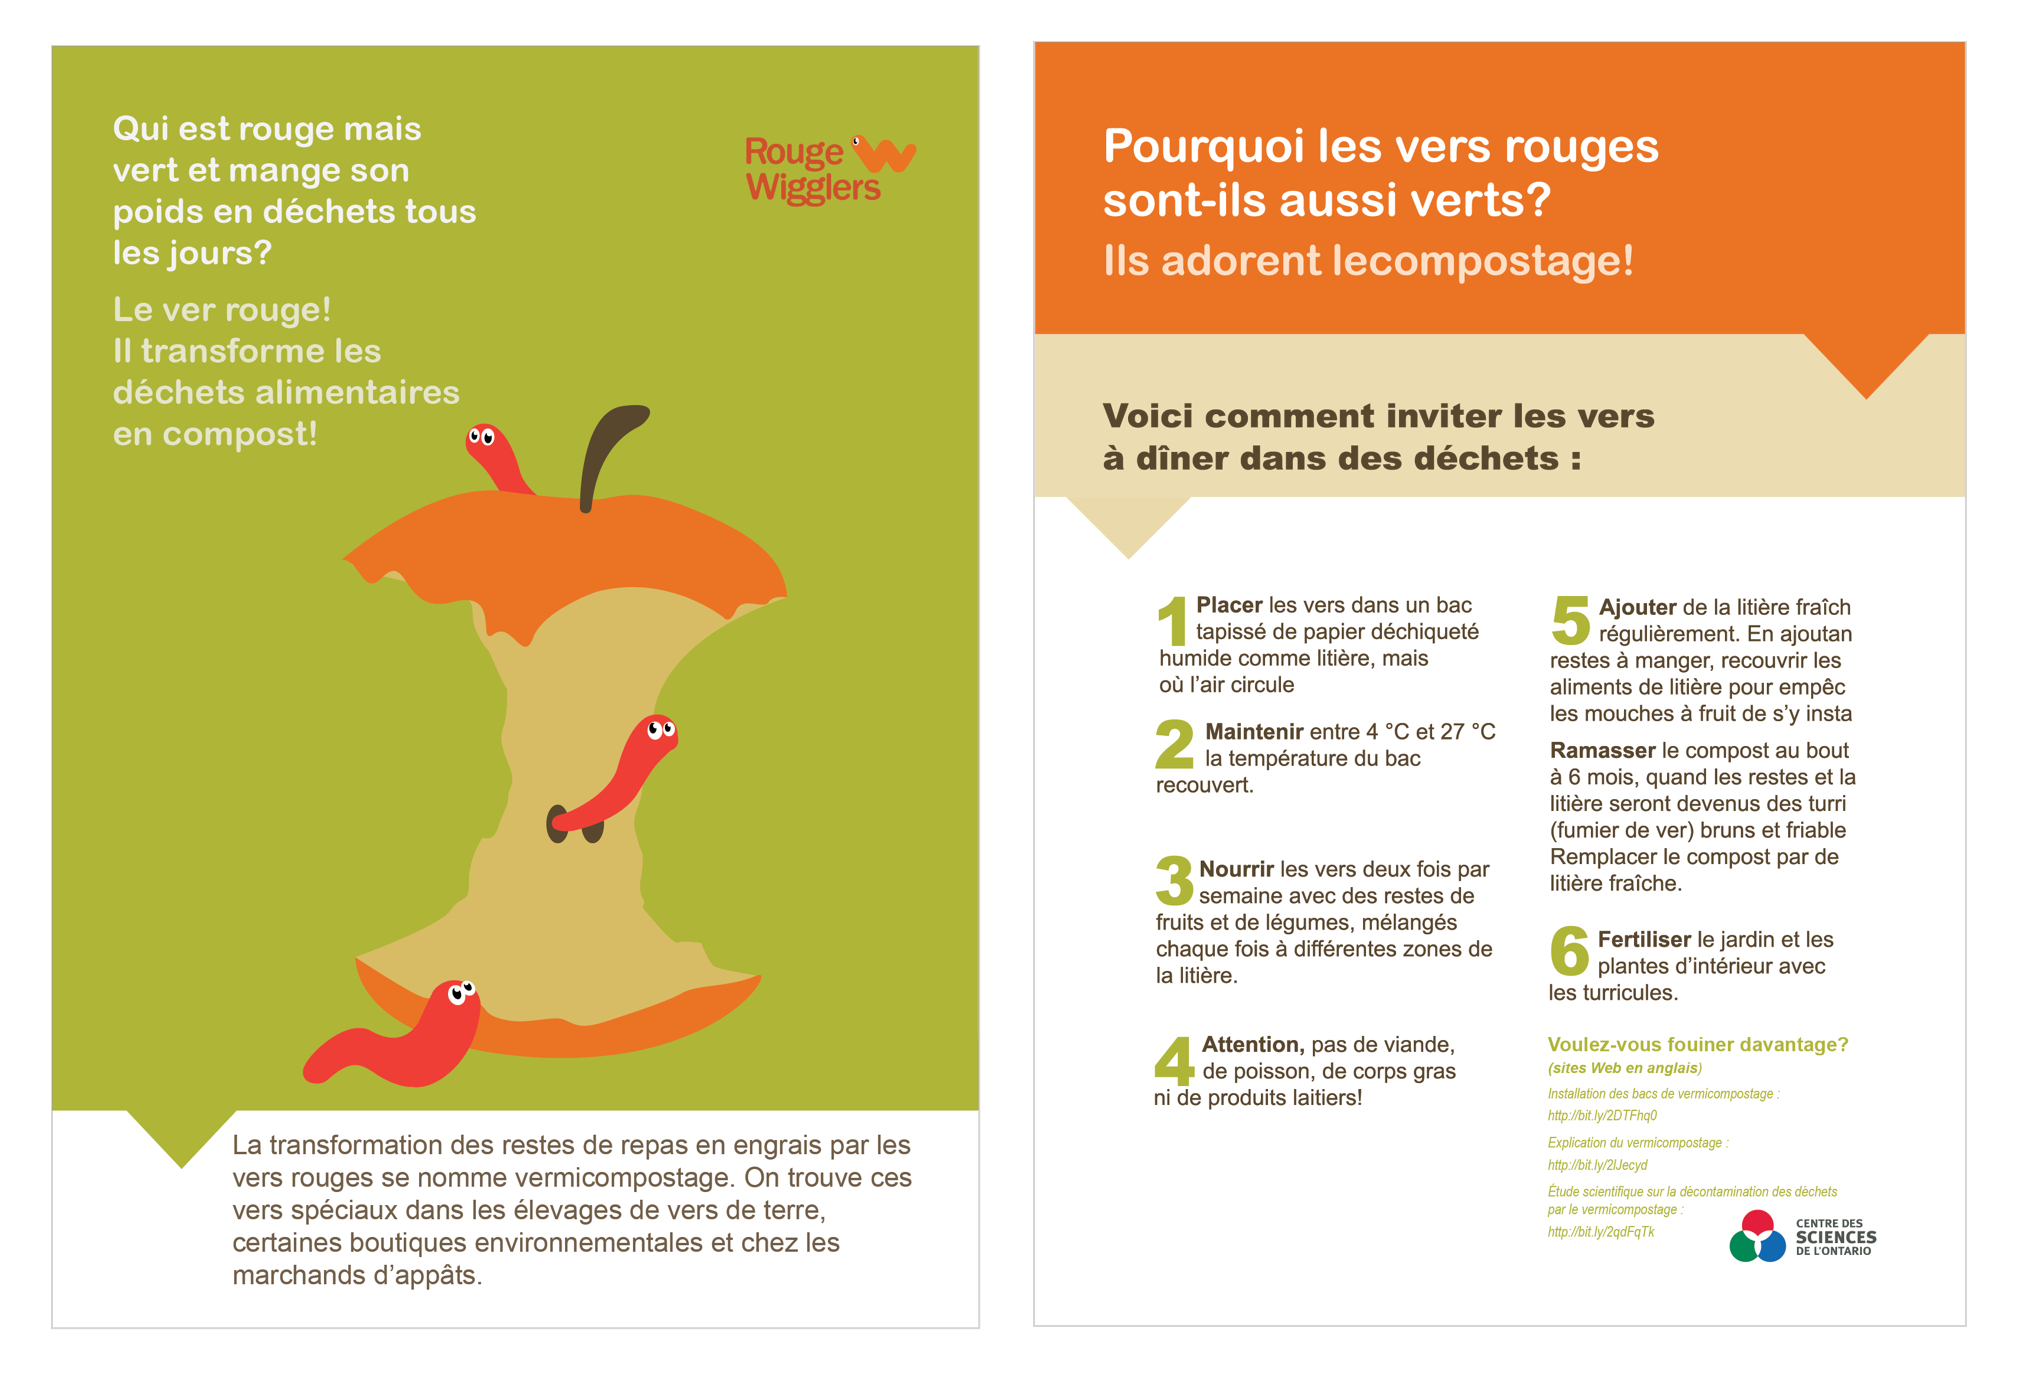 Qui est rouge mais
vert et mange son
poids en déchets tous
les jours?
Le ver rouge!
Il transforme les
déchets alimentaires
en compost!
Rouge
Wigglers
La transformation des restes de repas en engrais par les
vers rouges se nomme vermicompostage. On trouve ces
vers spéciaux dans les élevages de vers de terre,
certaines boutiques environnementales et chez les
marchands d'appâts.
Pourquoi les vers rouges
sont-ils aussi verts?
Ils adorent lecompostage!
Voici comment inviter les vers
à dîner dans des déchets :
1 Placer les vers dans un bac
tapissé de papier déchiqueté
humide comme litière, mais
où l'air circule
2 Maintenir entre 4 °C et 27 °C
la température du bac
recouvert.
3 Nourrir les vers deux fois par
semaine avec des restes de
fruits et de légumes, mélangés
chaque fois à différentes zones de
la litière.
4 Attention, pas de viande,
de poisson, de corps gras
ni de produits laitiers!
5 Ajouter de la litière fraîch
régulièrement. En ajoutan
restes à manger, recouvrir les
aliments de litière pour empêc
les mouches à fruit de s'y insta
Ramasser le compost au bout
à 6 mois, quand les restes et la
litière seront devenus des turri
(fumier de ver) bruns et friable
Remplacer le compost par de
litière fraîche.
6 Fertiliser le jardin et les
plantes d'intérieur avec
les turricules.
Voulez-vous fouiner davantage?
(sites Web en anglais)
Installation des bacs de vermicompostage :
http://bit.ly/2DTFhq0
Explication du vermicompostage :
http://bit.ly/2IJecyd
Étude scientifique sur la dècontamination des dèchets
par le vermicompostage :
http://bit.ly/2qdFqTk
CENTRE DES
SCIENCES
DE L'ONTARIO